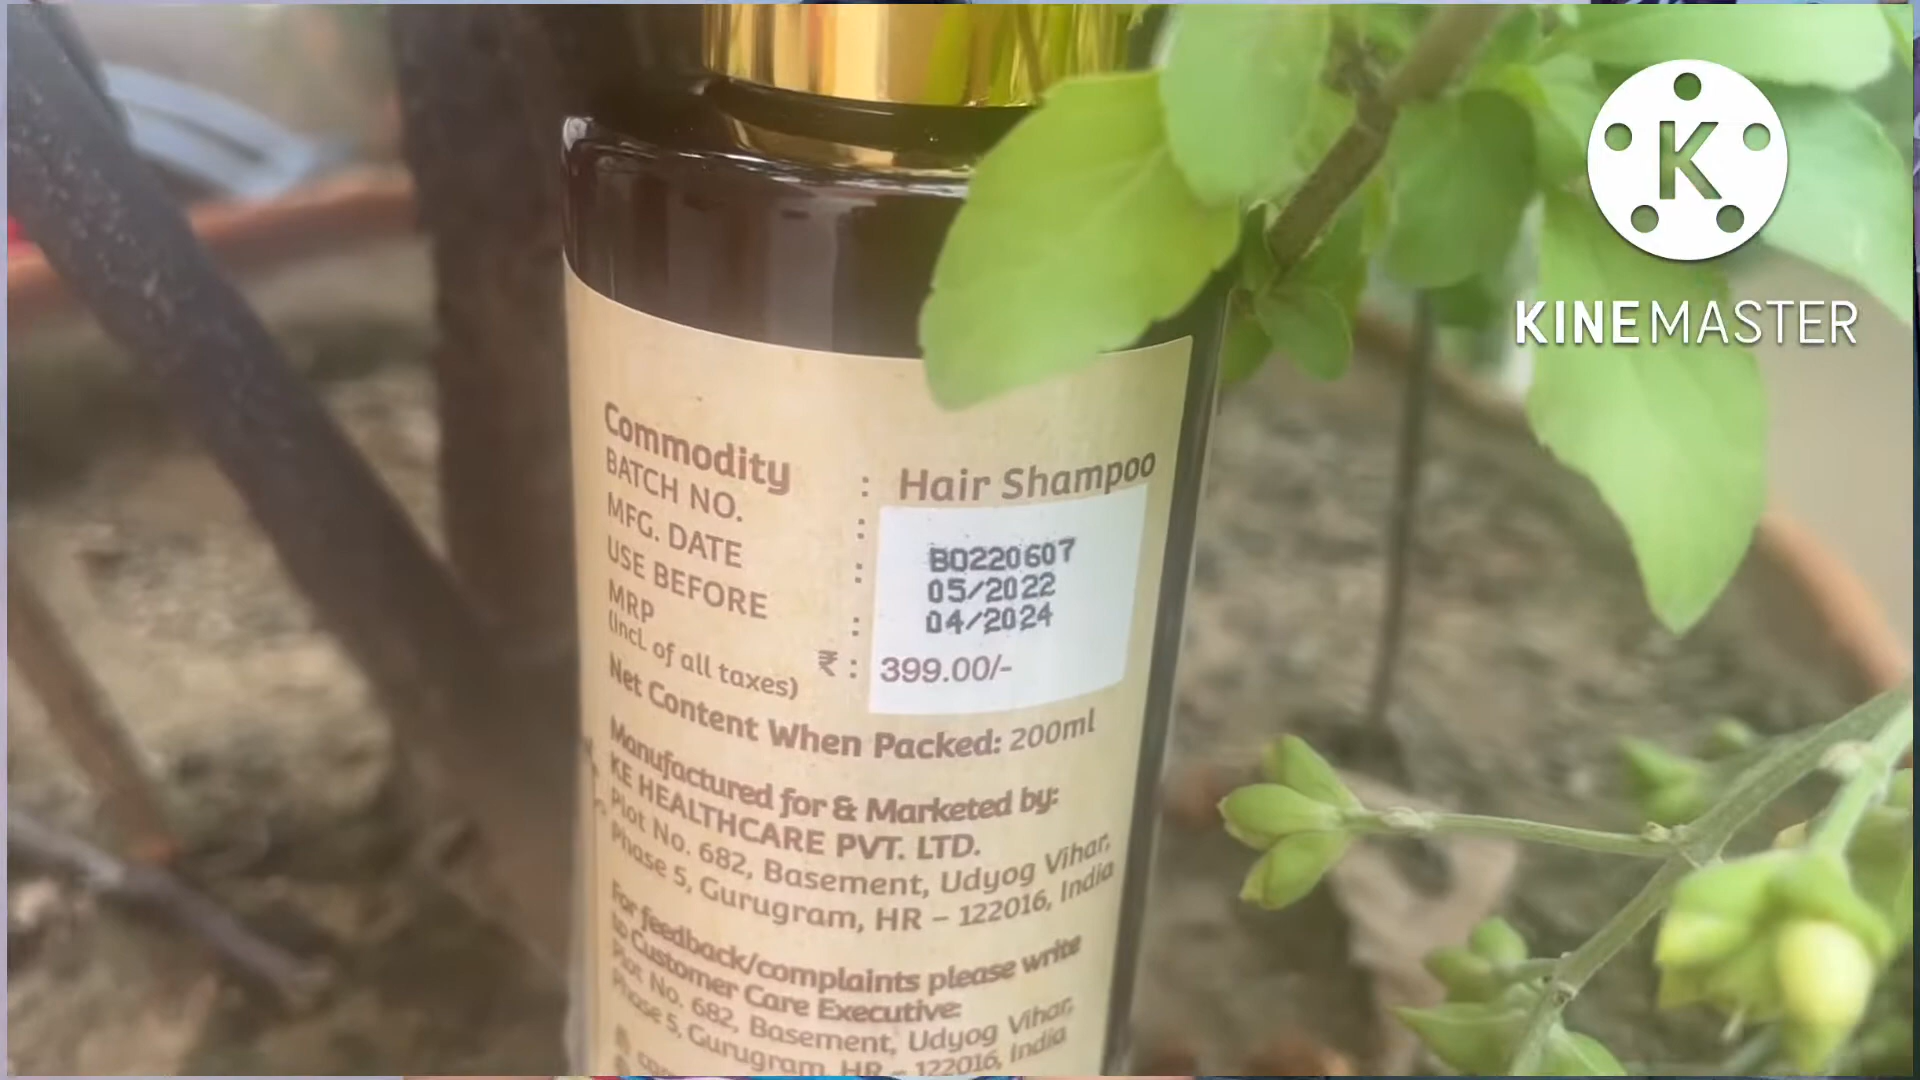 K
KINEMASTER
Commodity : Hair Shampoo
BATCH NO. : BO220607
MFG. DATE : 05/2022
USE BEFORE : 04/2024
MRP ₹ : 399.00/-
(Incl. of all taxes)
Net Content When Packed: 200ml
Manufactured for & Marketed by:
KE HEALTHCARE PVT. LTD.
Plot No. 682, Basement, Udyog Vihar,
Phase 5, Gurugram, HR – 122016, India
For feedback/complaints please write
to Customer Care Executive:
Plot No. 682, Basement, Udyog Vihar,
Phase 5, Gurugram, HR – 122016, India